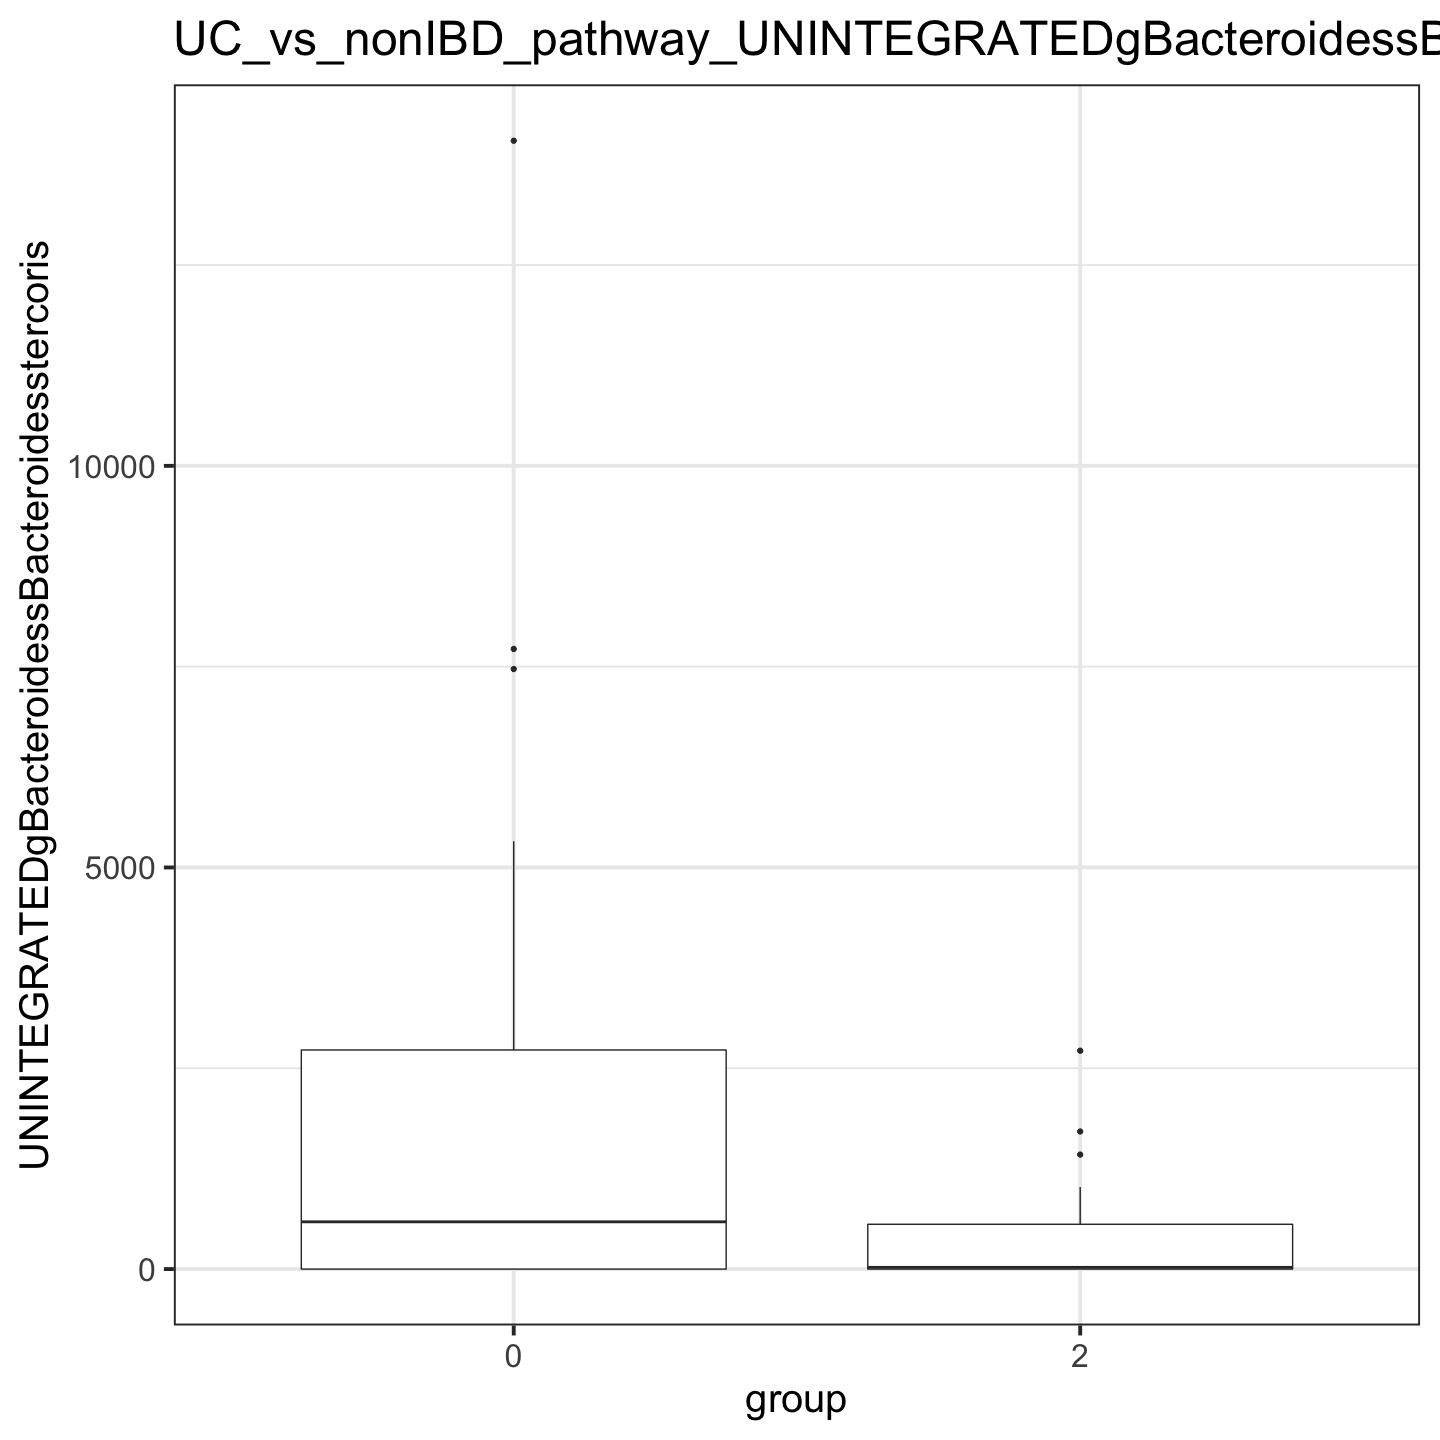 UC_vs_nonIBD_pathway_UNINTEGRATEDgBacteroidessB
UNINTEGRATEDgBacteroidessBacteroidesstercoris
10000
5000
0
0 2
group